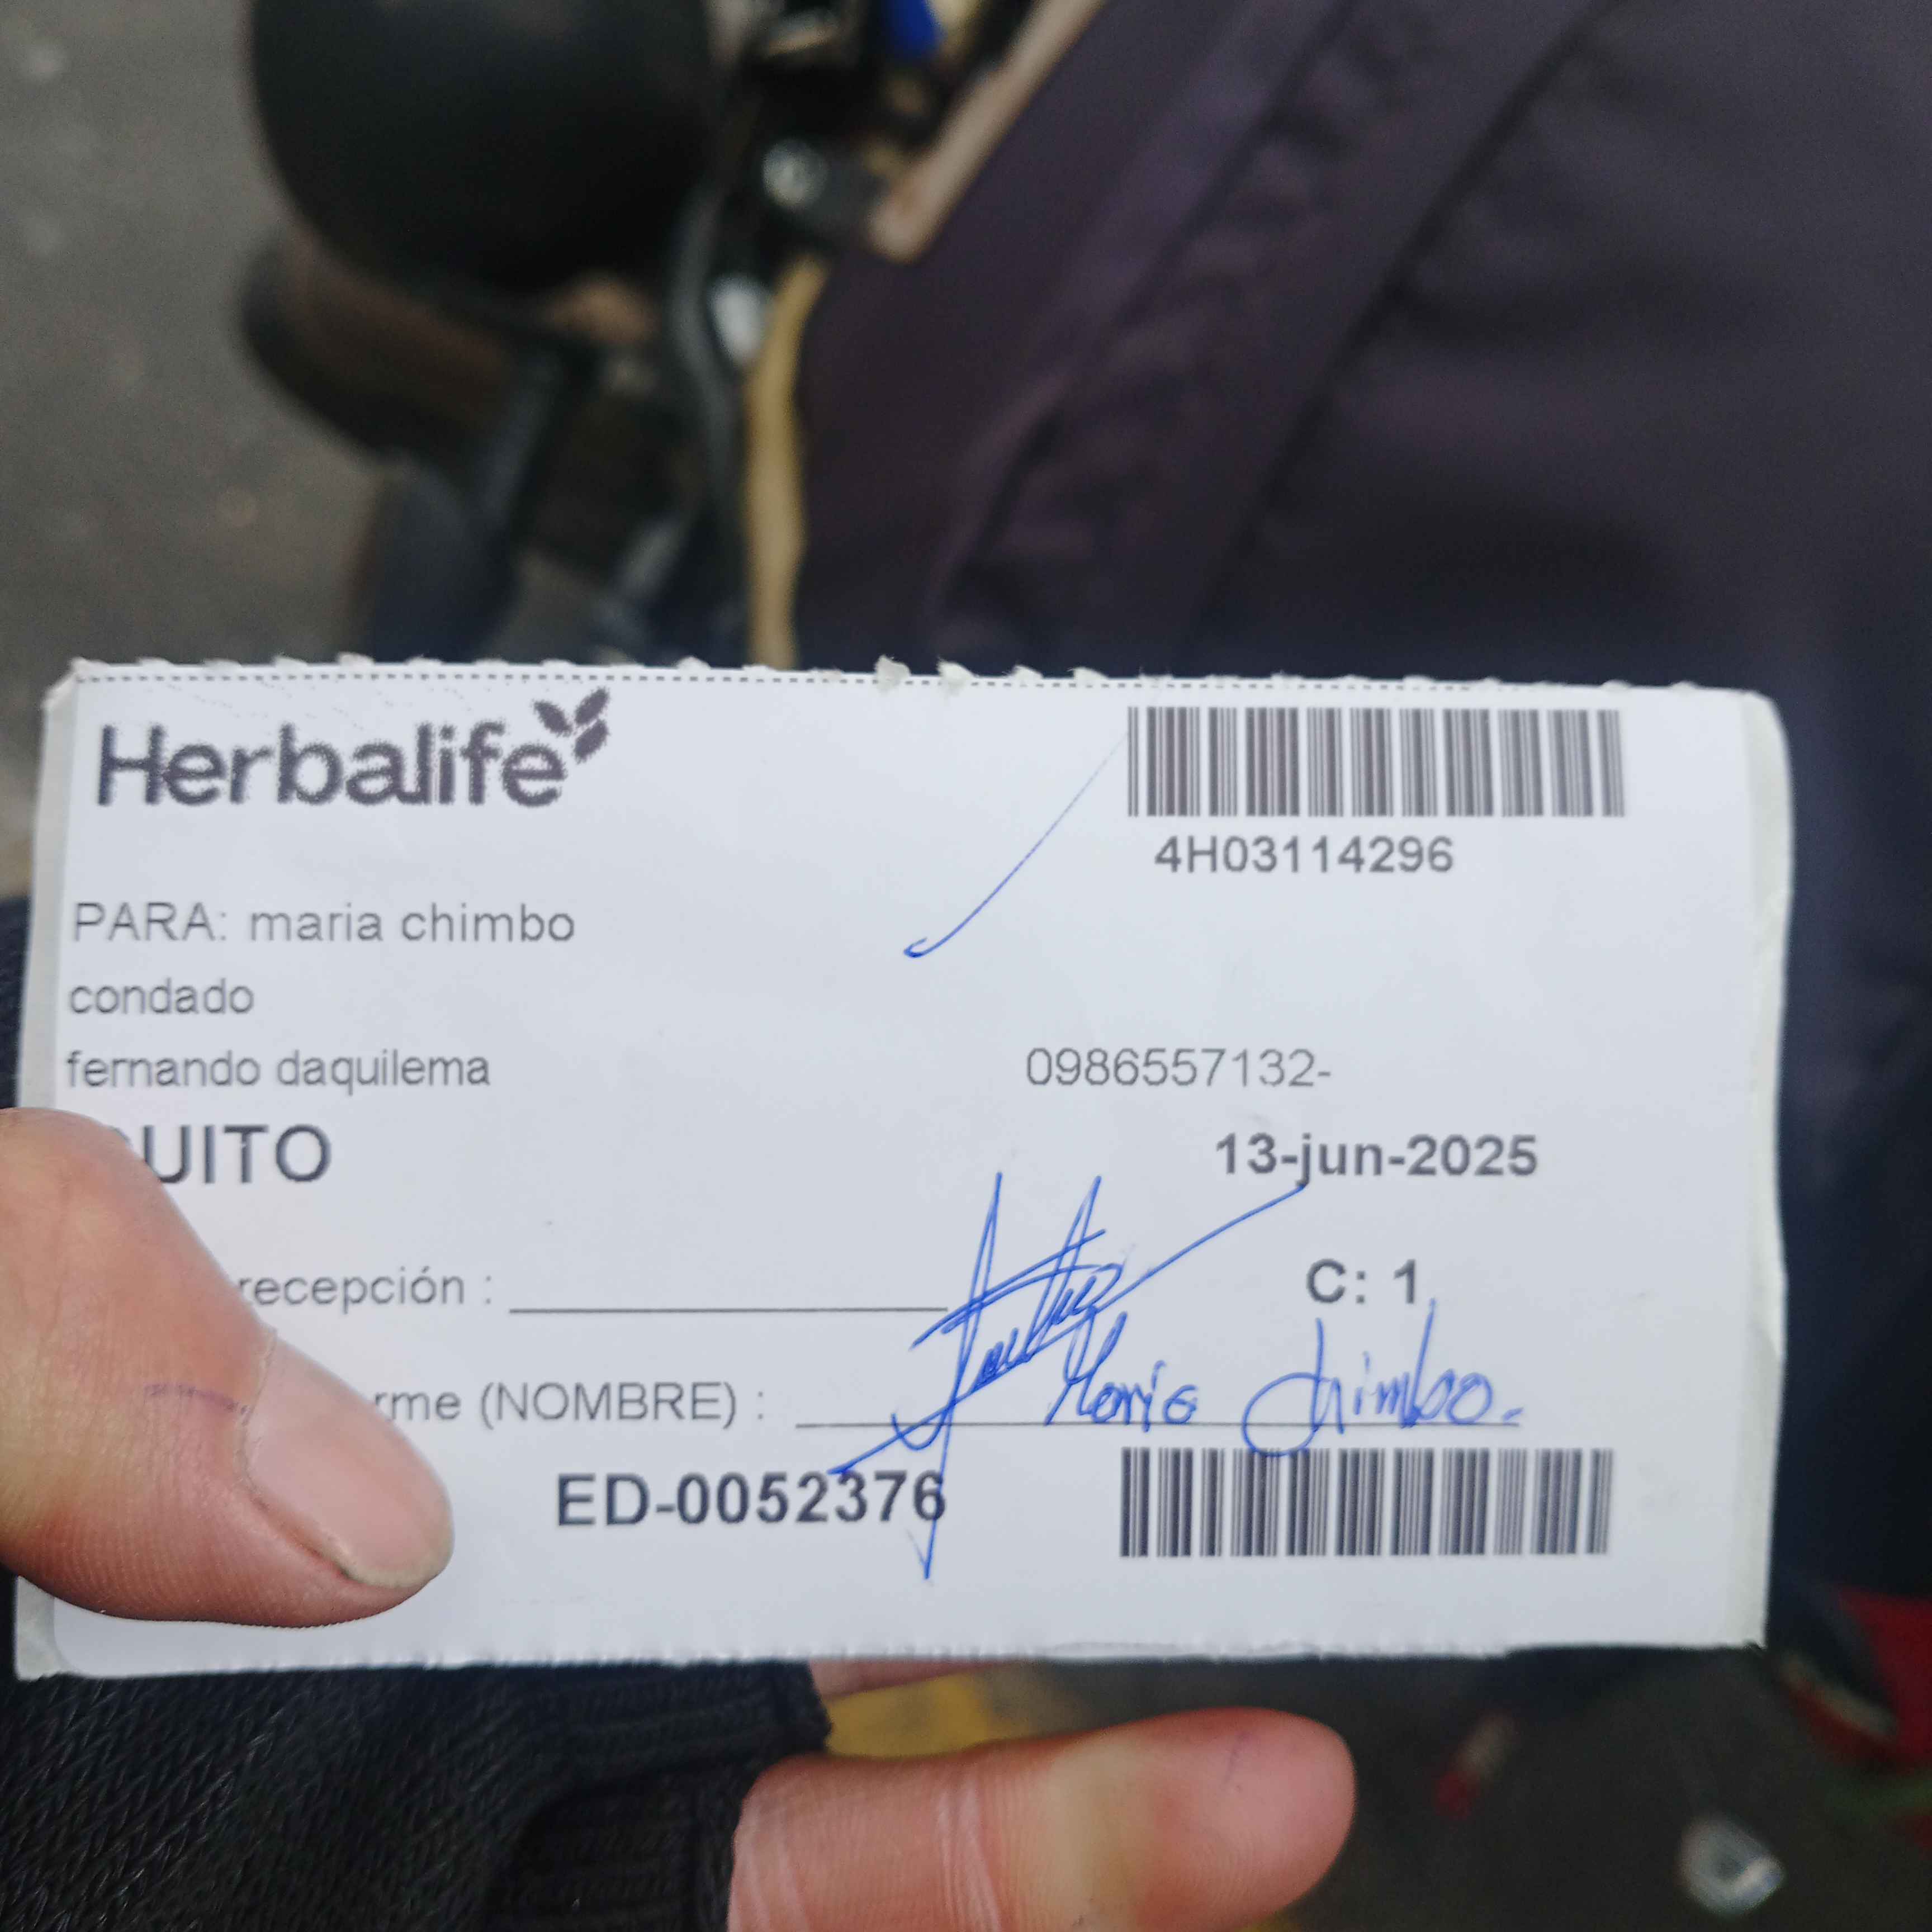 Herbalife
4H03114296
PARA: maria chimbo
condado
fernando daquilema 0986557132-
UITO 13-jun-2025
recepción : C: 1
rme (NOMBRE) : Maria Chimbo.
ED-0052376